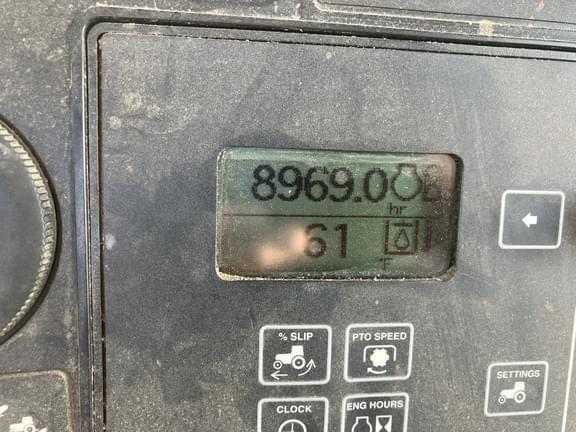 8969.0
hr
61
°F
% SLIP
PTO SPEED
SETTINGS
CLOCK
ENG HOURS